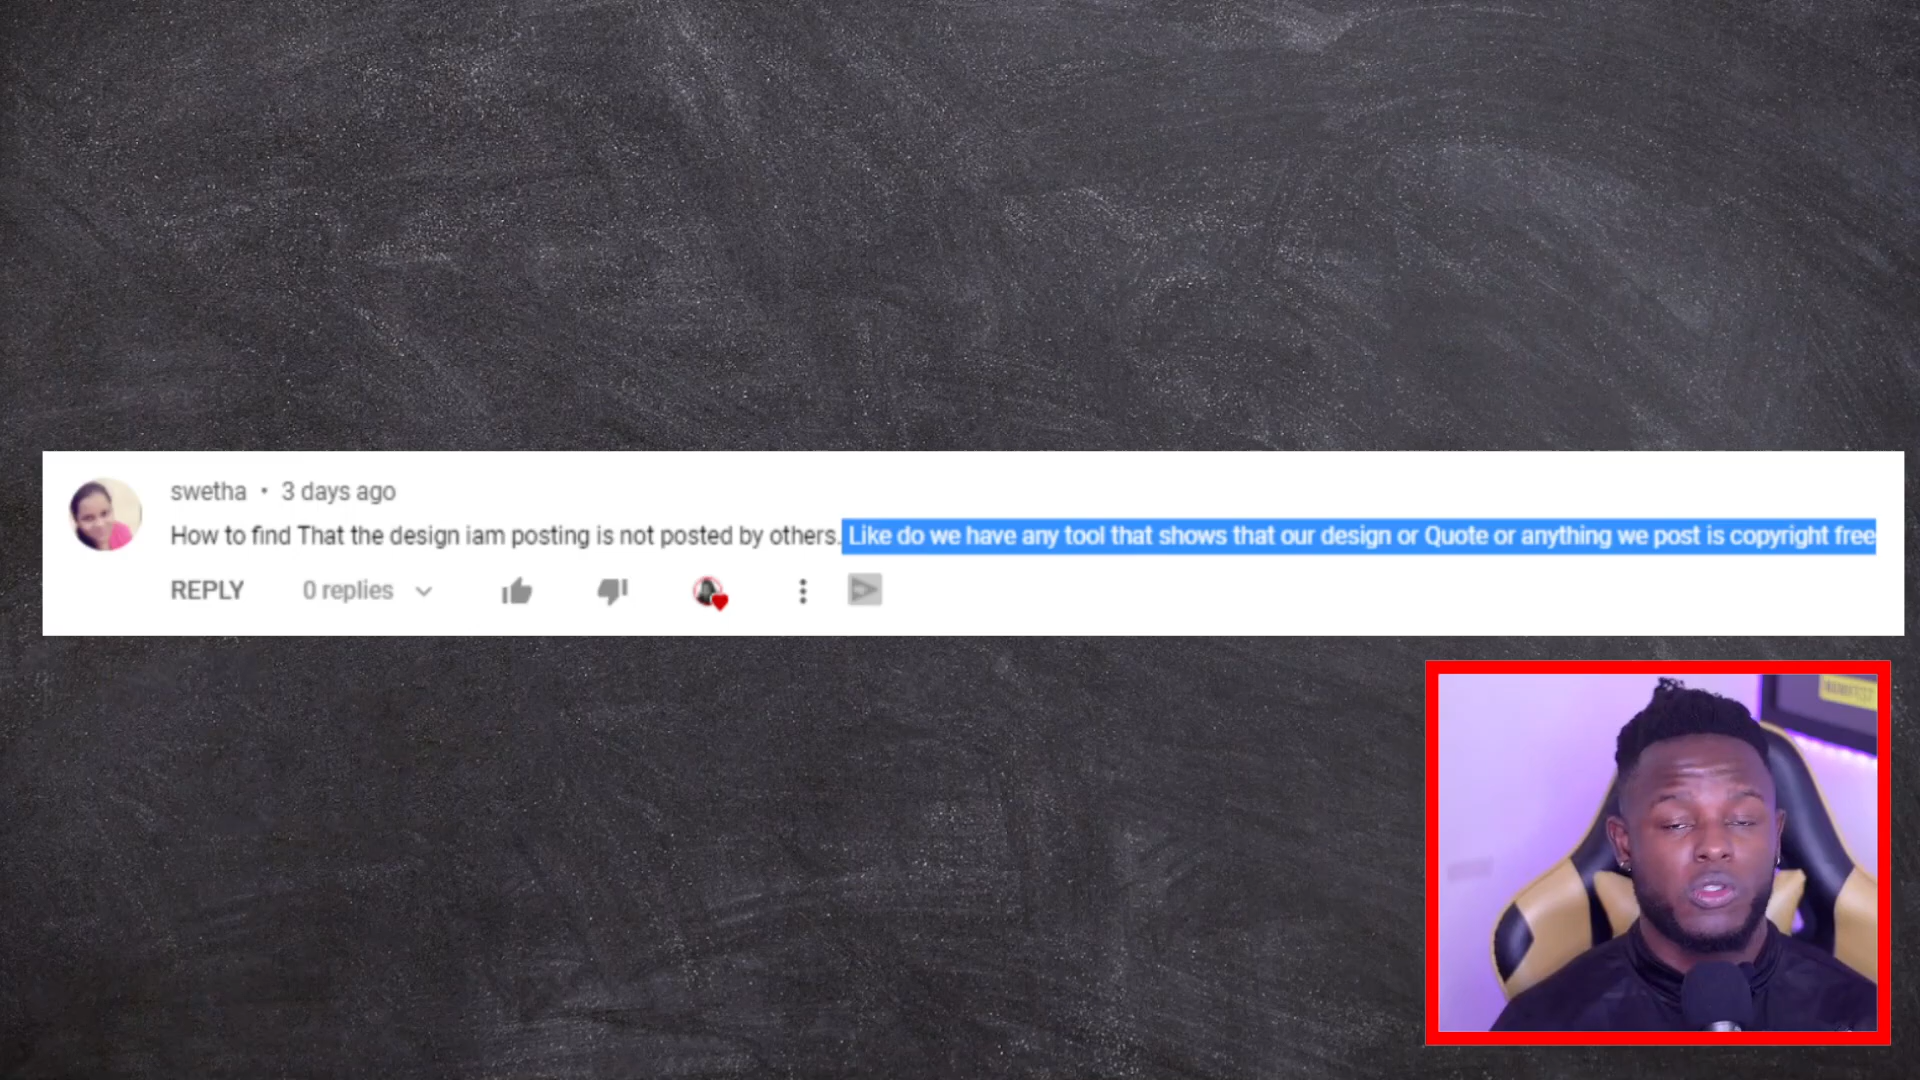 swetha • 3 days ago
How to find That the design iam posting is not posted by others. Like do we have any tool that shows that our design or Quote or anything we post is copyright free
REPLY 0 replies